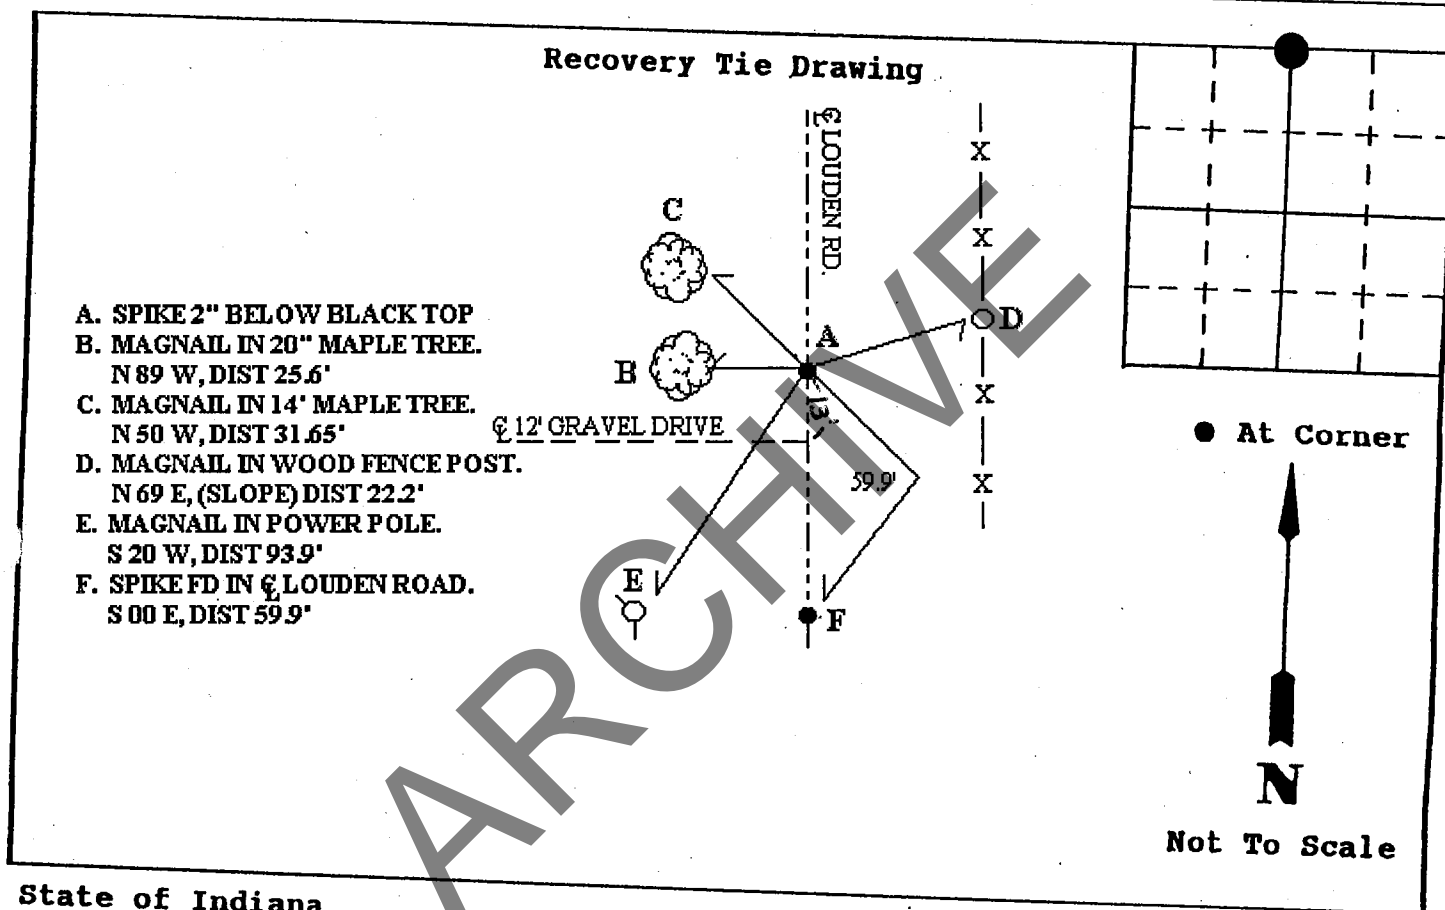 Recovery Tie Drawing
℄ LOUDEN RD.
X
X
C
A. SPIKE 2" BELOW BLACK TOP
B. MAGNAIL IN 20" MAPLE TREE.
N 89 W, DIST 25.6'
C. MAGNAIL IN 14' MAPLE TREE.
N 50 W, DIST 31.65'
D. MAGNAIL IN WOOD FENCE POST.
N 69 E, (SLOPE) DIST 22.2'
E. MAGNAIL IN POWER POLE.
S 20 W, DIST 93.9'
F. SPIKE FD IN ℄ LOUDEN ROAD.
S 00 E, DIST 59.9'
A
D
B
X
13'
℄ 12' GRAVEL DRIVE
59.9'
X
E
F
At Corner
N
Not To Scale
ARCHIVE
State of Indiana